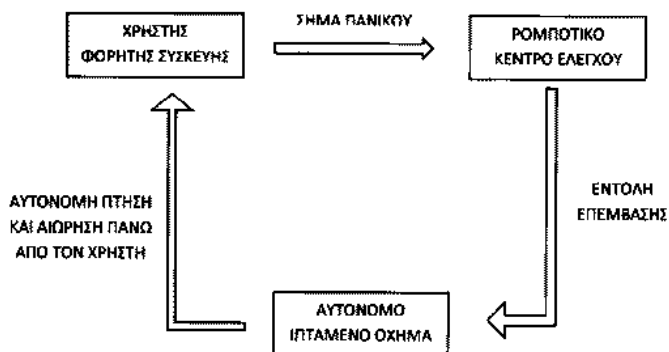 ΧΡΗΣΤΗΣ
ΦΟΡΗΤΗΣ ΣΥΣΚΕΥΗΣ
ΣΗΜΑ ΠΑΝΙΚΟΥ
ΡΟΜΠΟΤΙΚΟ
ΚΕΝΤΡΟ ΕΛΕΓΧΟΥ
ΕΝΤΟΛΗ
ΕΠΕΜΒΑΣΗΣ
ΑΥΤΟΝΟΜΟ
ΙΠΤΑΜΕΝΟ ΟΧΗΜΑ
ΑΥΤΟΝΟΜΗ ΠΤΗΣΗ
ΚΑΙ ΑΙΩΡΗΣΗ ΠΑΝΩ
ΑΠΟ ΤΟΝ ΧΡΗΣΤΗ